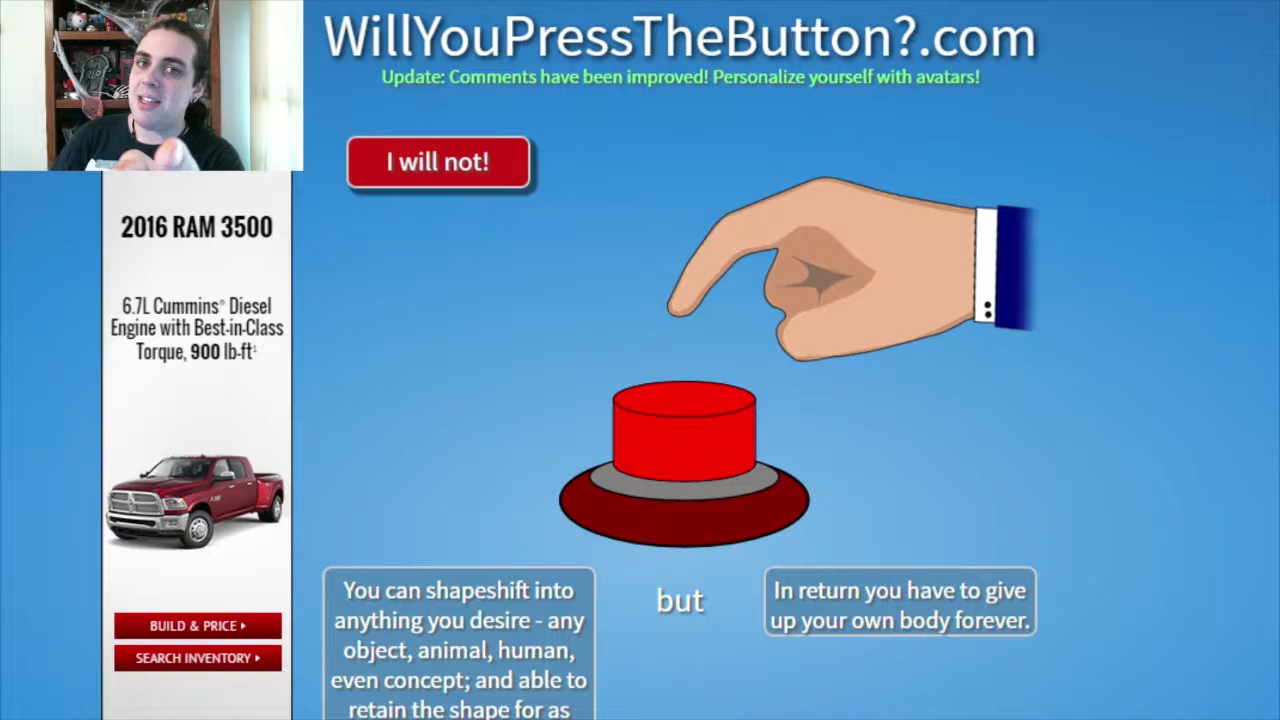 WillYouPressTheButton?.com
Update: Comments have been improved! Personalize yourself with avatars!
I will not!
2016 RAM 3500
6.7L Cummins® Diesel
Engine with Best-in-Class
Torque, 900 lb-ft¹
BUILD & PRICE
SEARCH INVENTORY
You can shapeshift into
anything you desire - any
object, animal, human,
even concept; and able to
retain the shape for as
but
In return you have to give
up your own body forever.